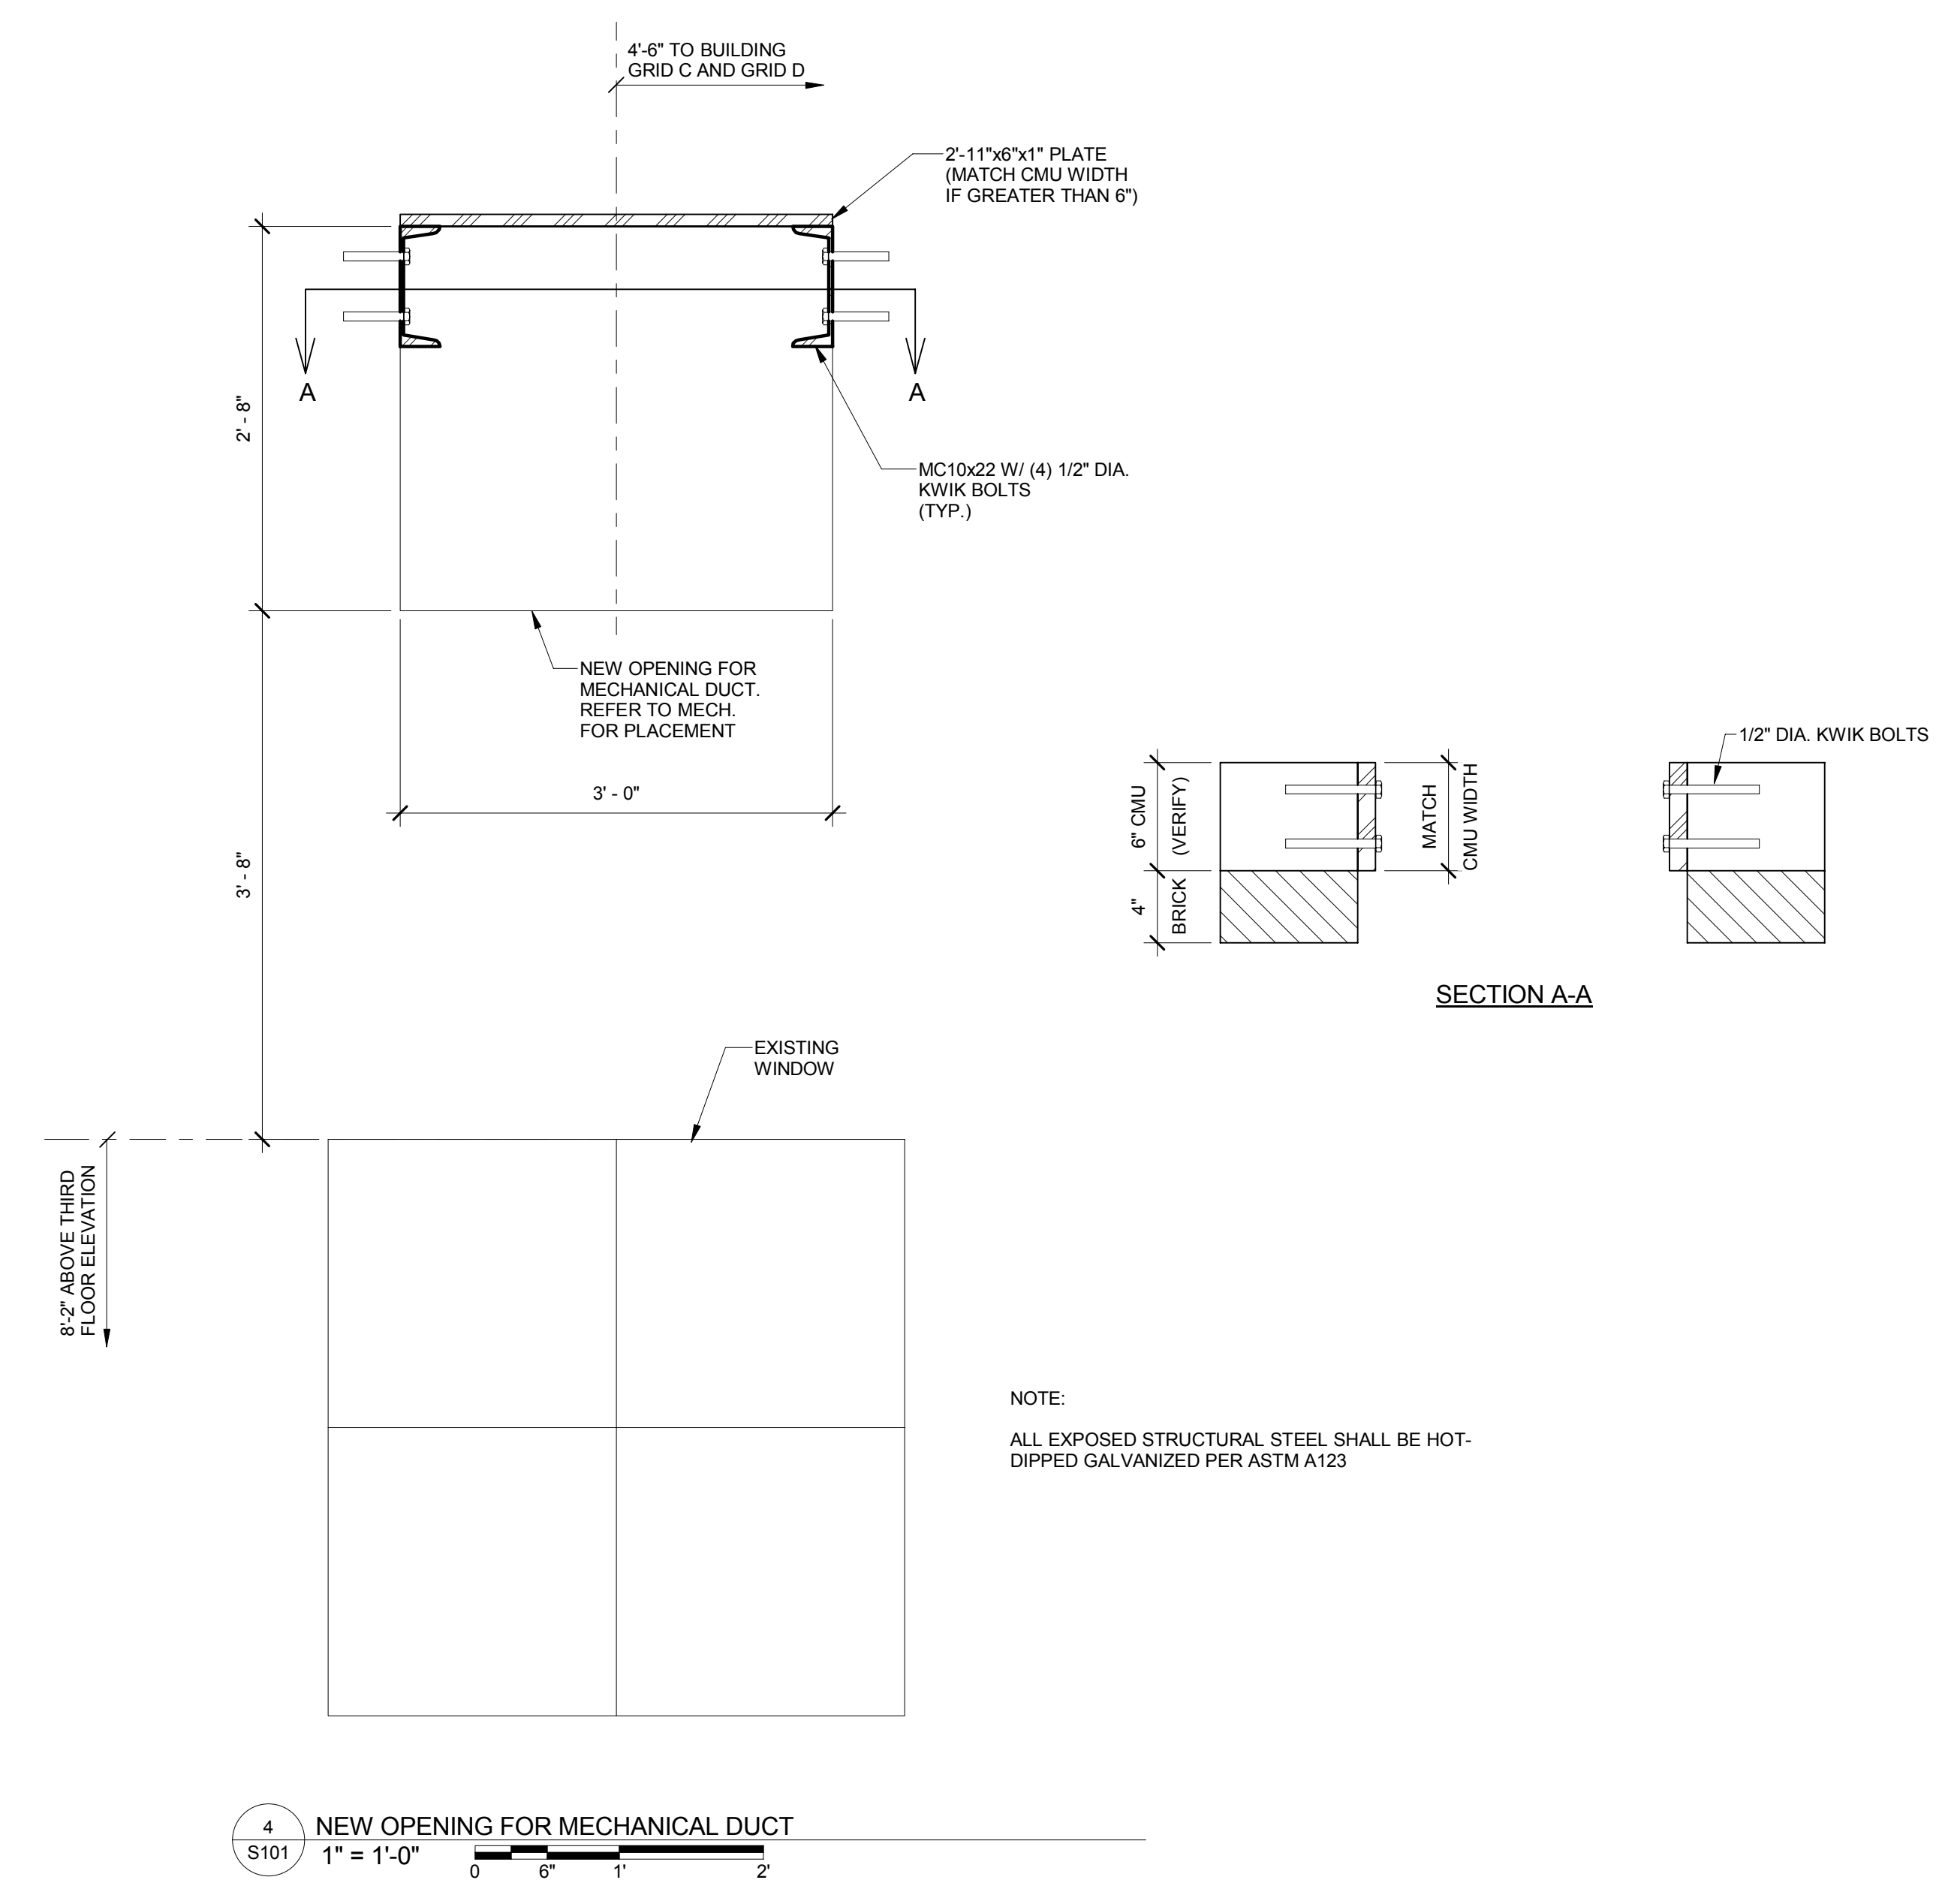 4'-6" TO BUILDING
GRID C AND GRID D
2'-11"x6"x1" PLATE
(MATCH CMU WIDTH
IF GREATER THAN 6")
A
A
2' - 8"
MC10x22 W/ (4) 1/2" DIA.
KWIK BOLTS
(TYP.)
NEW OPENING FOR
MECHANICAL DUCT.
REFER TO MECH.
FOR PLACEMENT
3' - 0"
3' - 8"
1/2" DIA. KWIK BOLTS
6" CMU
(VERIFY)
MATCH
CMU WIDTH
4"
BRICK
SECTION A-A
EXISTING
WINDOW
8'-2" ABOVE THIRD
FLOOR ELEVATION
NOTE:
ALL EXPOSED STRUCTURAL STEEL SHALL BE HOT-
DIPPED GALVANIZED PER ASTM A123
4
S101
NEW OPENING FOR MECHANICAL DUCT
1" = 1'-0"
0 6" 1' 2'